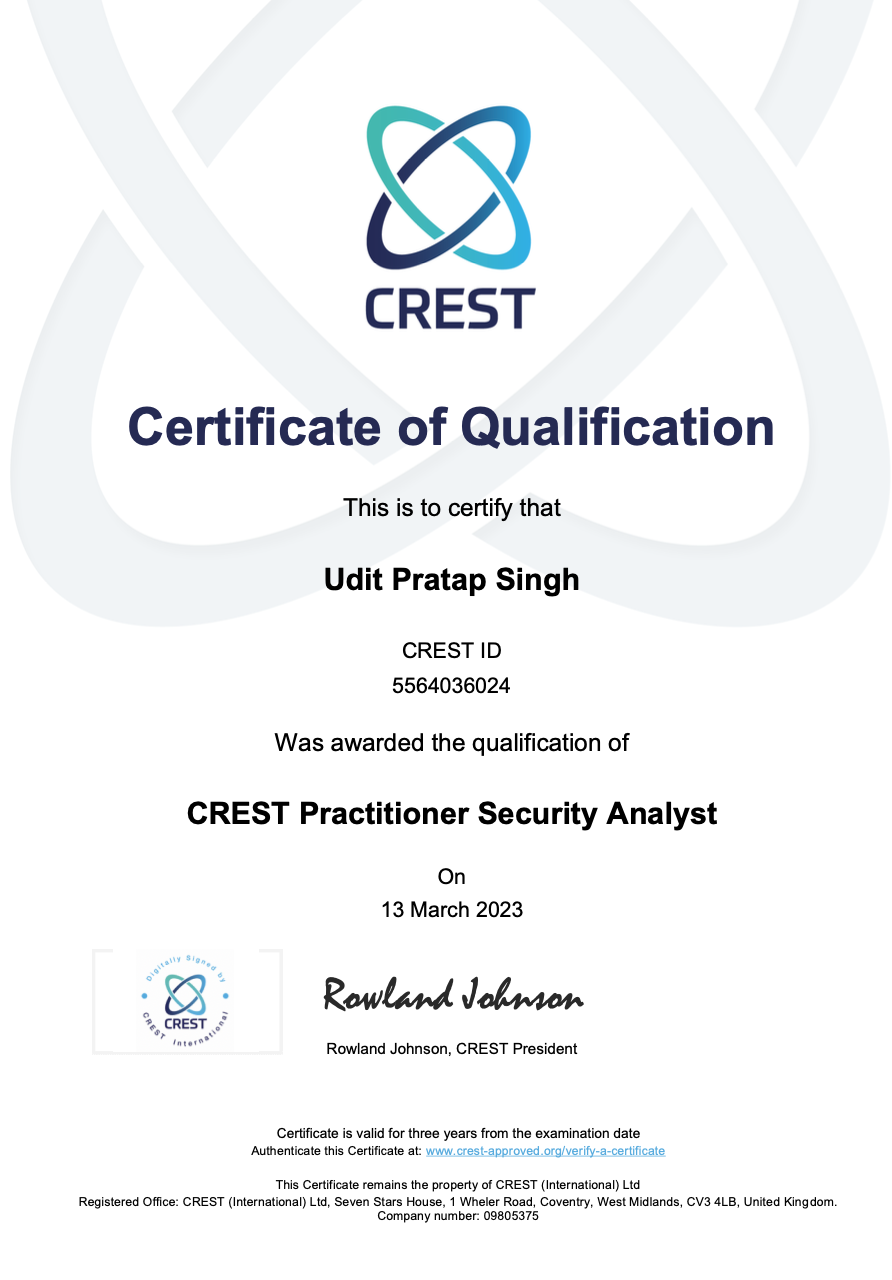 CREST
Certificate of Qualification
This is to certify that
Udit Pratap Singh
CREST ID
5564036024
Was awarded the qualification of
CREST Practitioner Security Analyst
On
13 March 2023
Digitally Signed by
CREST
CREST International
Rowland Johnson
Rowland Johnson, CREST President
Certificate is valid for three years from the examination date
Authenticate this Certificate at: www.crest-approved.org/verify-a-certificate
This Certificate remains the property of CREST (International) Ltd
Registered Office: CREST (International) Ltd, Seven Stars House, 1 Wheler Road, Coventry, West Midlands, CV3 4LB, United Kingdom.
Company number: 09805375